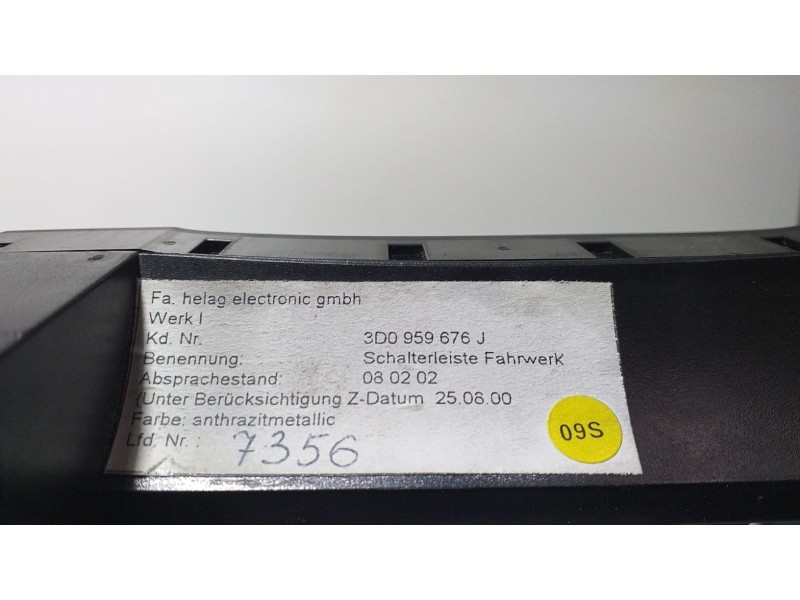 Fa. helag electronic gmbh
Werk I
Kd. Nr. 3D0 959 676 J
Benennung: Schalterleiste Fahrwerk
Absprachestand: 08 02 02
(Unter Berücksichtigung Z-Datum 25.08.00
Farbe: anthrazitmetallic
Lfd. Nr. : 7356
09S